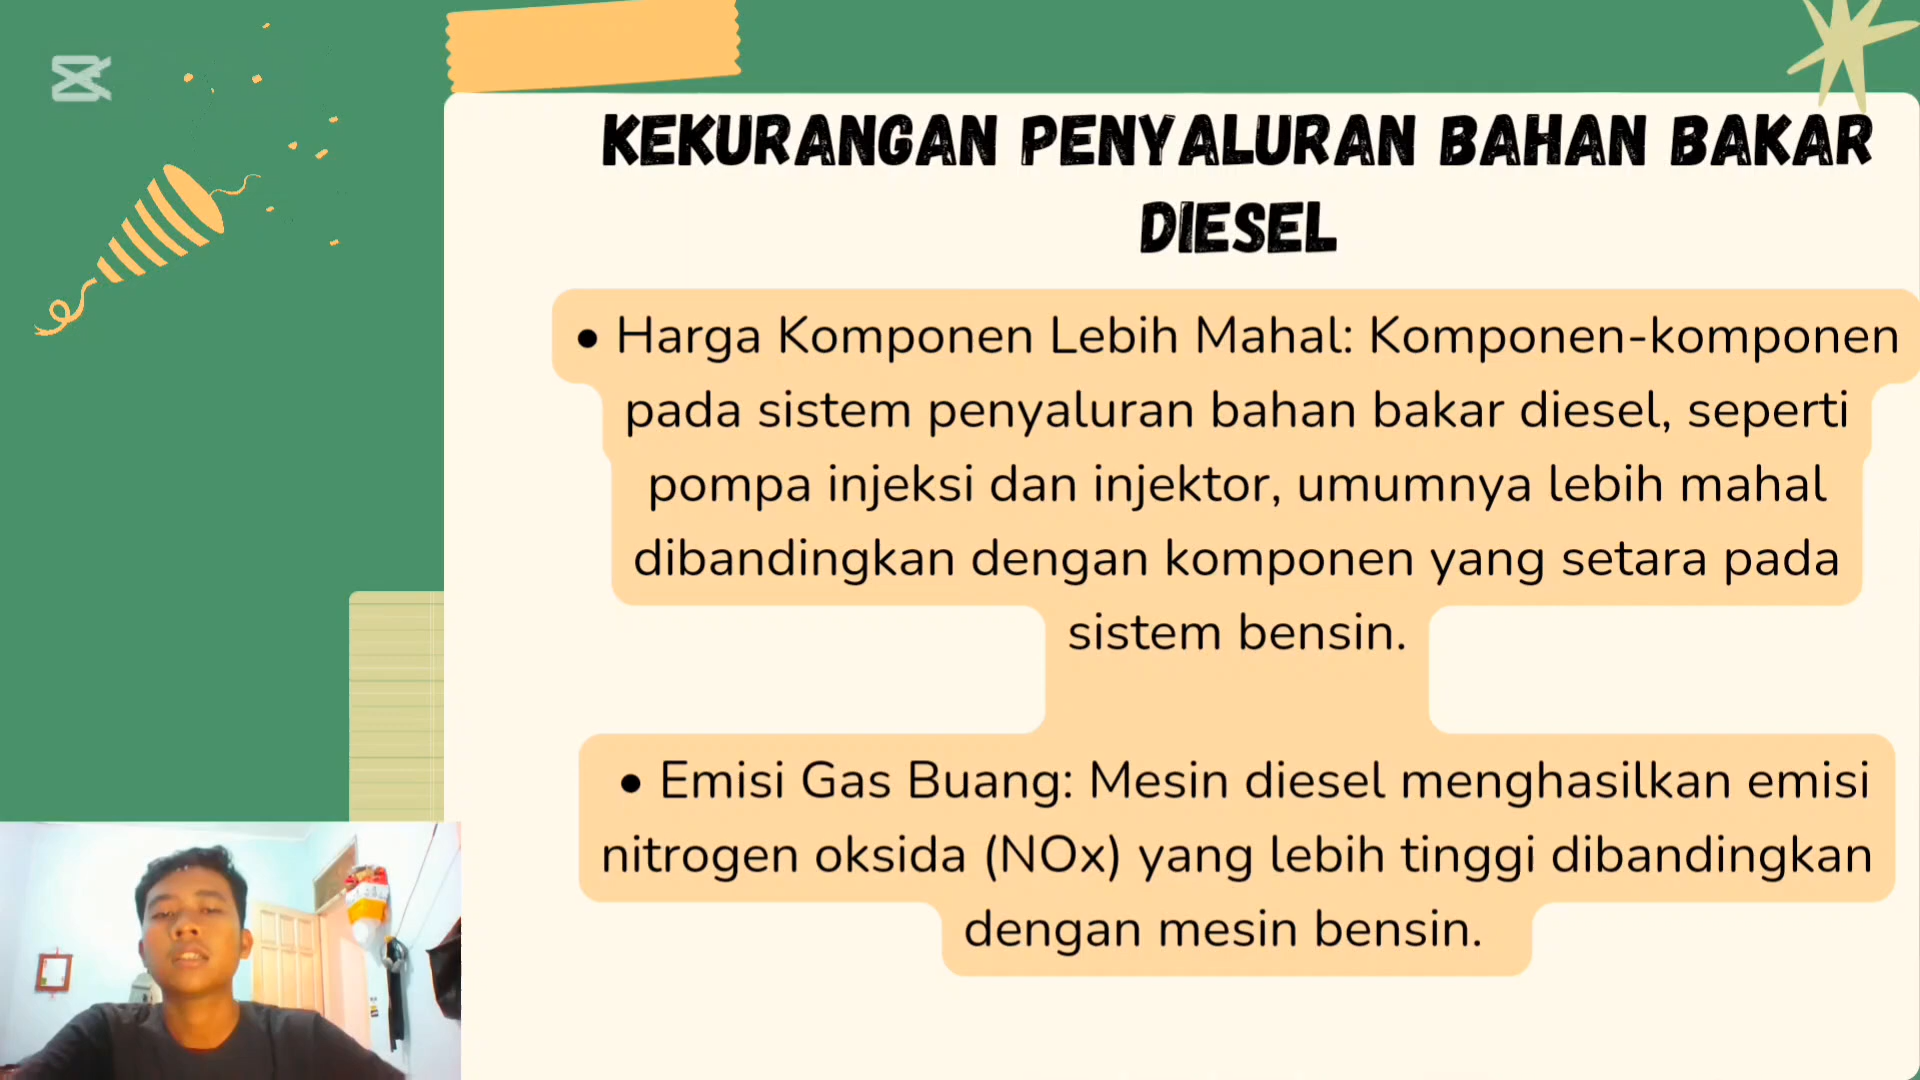 KEKURANGAN PENYALURAN BAHAN BAKAR
DIESEL
• Harga Komponen Lebih Mahal: Komponen-komponen
pada sistem penyaluran bahan bakar diesel, seperti
pompa injeksi dan injektor, umumnya lebih mahal
dibandingkan dengan komponen yang setara pada
sistem bensin.
• Emisi Gas Buang: Mesin diesel menghasilkan emisi
nitrogen oksida (NOx) yang lebih tinggi dibandingkan
dengan mesin bensin.